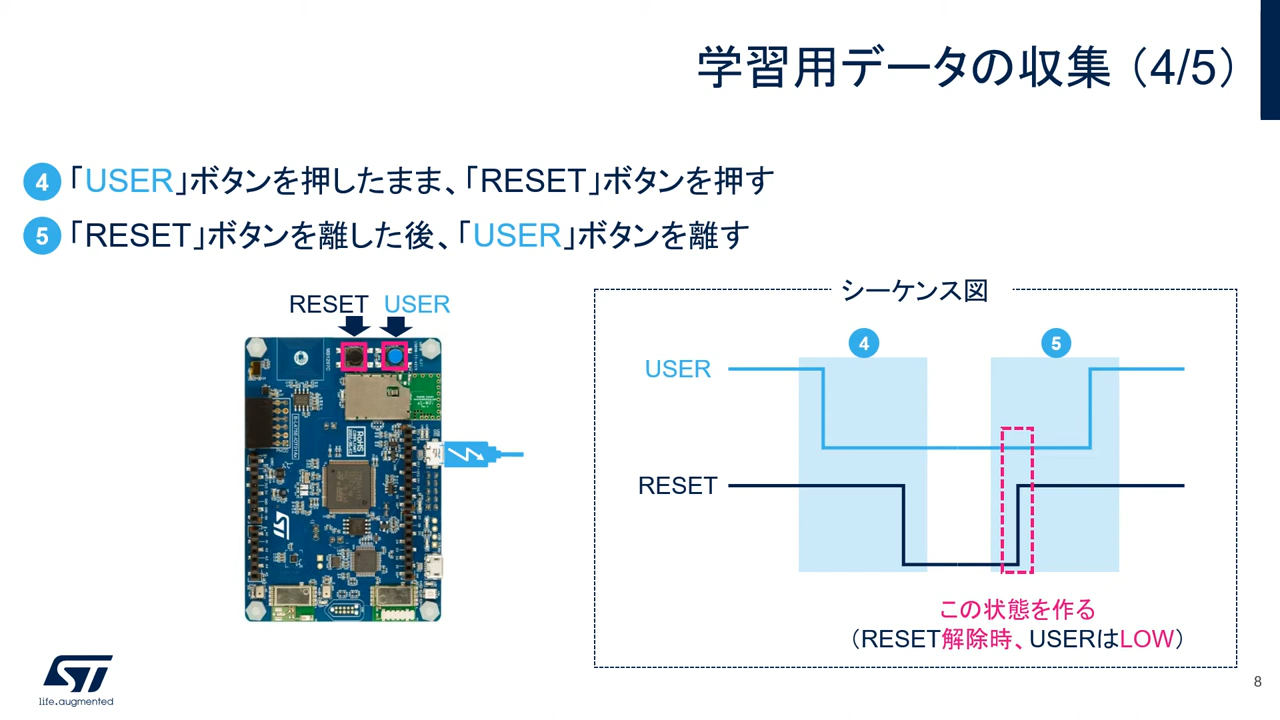 学習用データの収集（4/5）
4 「USER」ボタンを押したまま、「RESET」ボタンを押す
5 「RESET」ボタンを離した後、「USER」ボタンを離す
RESET USER
RoHS
シーケンス図
4 5
USER
RESET
この状態を作る
（RESET解除時、USERはLOW）
ST
life.augmented
8